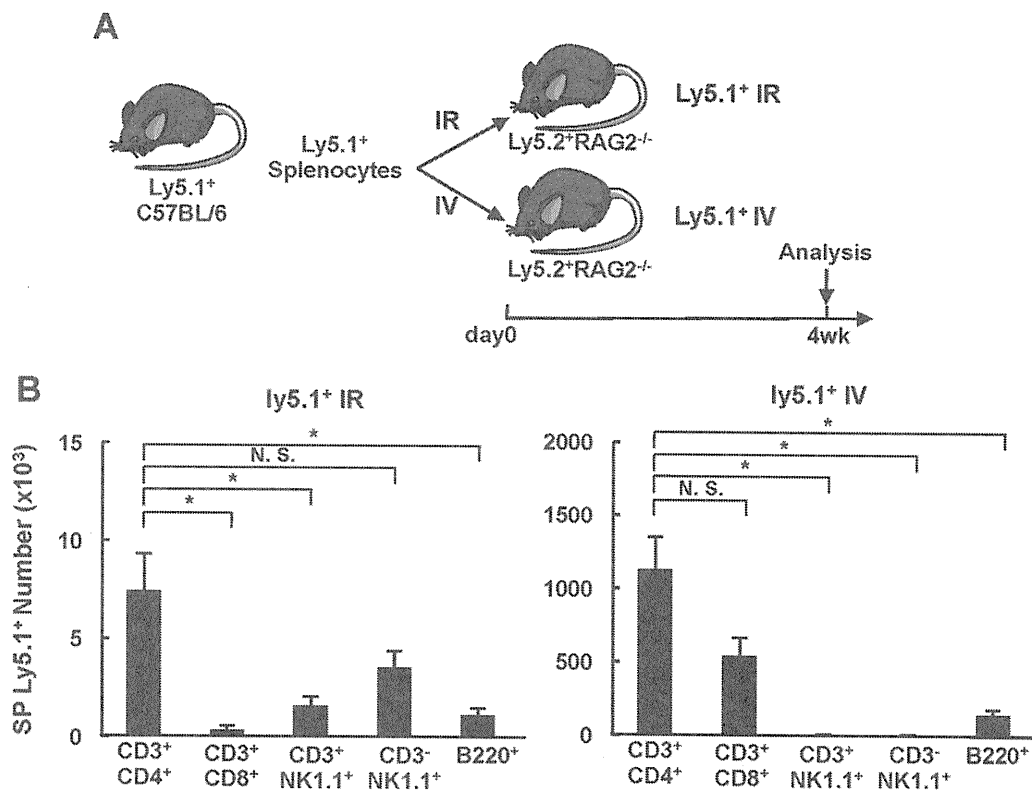 A
Ly5.1+
C57BL/6
Ly5.1+
Splenocytes
IR
IV
Ly5.2+RAG2-/-
Ly5.1+ IR
Ly5.2+RAG2-/-
Ly5.1+ IV
Analysis
day0
4wk
B
ly5.1+ IR
SP Ly5.1+ Number (x10³)
15
10
5
0
*
N. S.
*
*
CD3+
CD4+
CD3+
CD8+
CD3+
NK1.1+
CD3-
NK1.1+
B220+
ly5.1+ IV
2000
1500
1000
500
0
*
*
*
N. S.
CD3+
CD4+
CD3+
CD8+
CD3+
NK1.1+
CD3-
NK1.1+
B220+